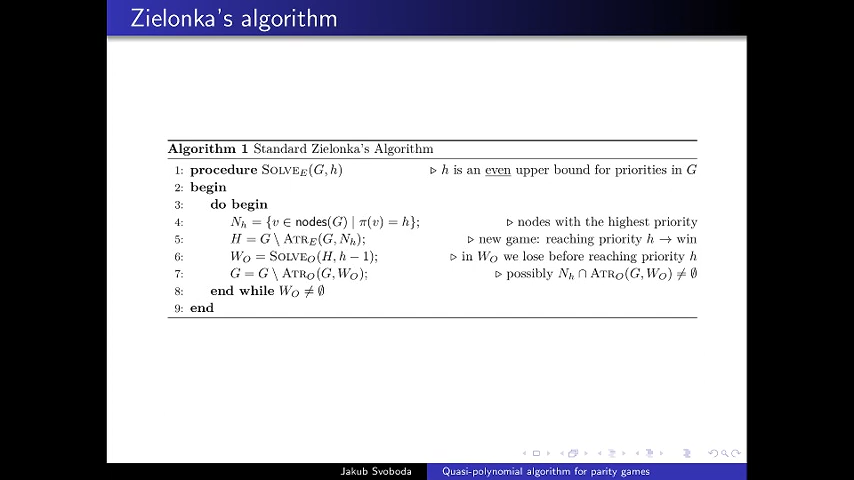 Zielonka's algorithm
Algorithm 1 Standard Zielonka's Algorithm
1: procedure SOLVE_E(G, h) ▷ h is an even upper bound for priorities in G
2: begin
3: do begin
4: N_h = {v ∈ nodes(G) | π(v) = h}; ▷ nodes with the highest priority
5: H = G \ ATR_E(G, N_h); ▷ new game: reaching priority h → win
6: W_O = SOLVE_O(H, h − 1); ▷ in W_O we lose before reaching priority h
7: G = G \ ATR_O(G, W_O); ▷ possibly N_h ∩ ATR_O(G, W_O) ≠ ∅
8: end while W_O ≠ ∅
9: end
Jakub Svoboda Quasi-polynomial algorithm for parity games